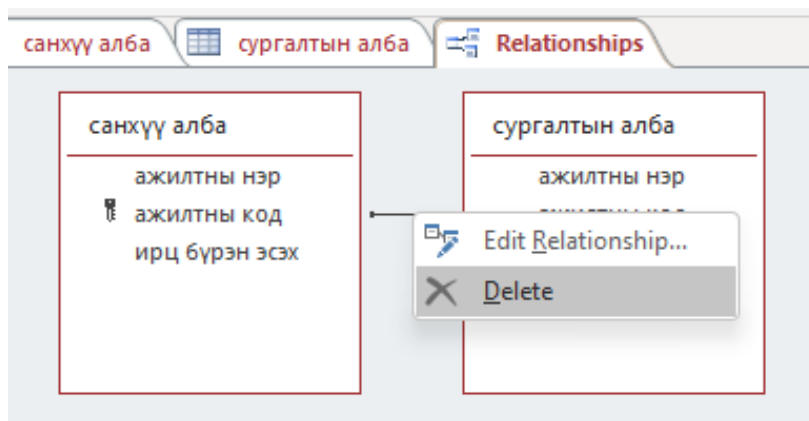 санхүү алба сургалтын алба Relationships
санхүү алба
ажилтны нэр
ажилтны код
ирц бүрэн эсэх
сургалтын алба
ажилтны нэр
Edit Relationship...
Delete